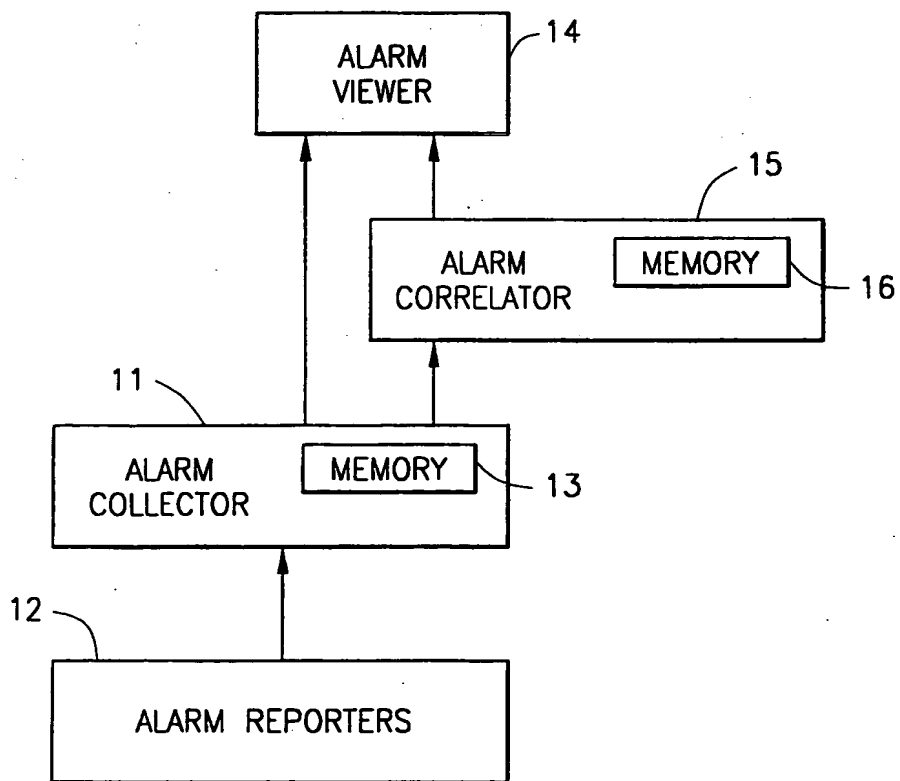 ALARM
VIEWER
14
15
ALARM
CORRELATOR
MEMORY
16
11
ALARM
COLLECTOR
MEMORY
13
12
ALARM REPORTERS